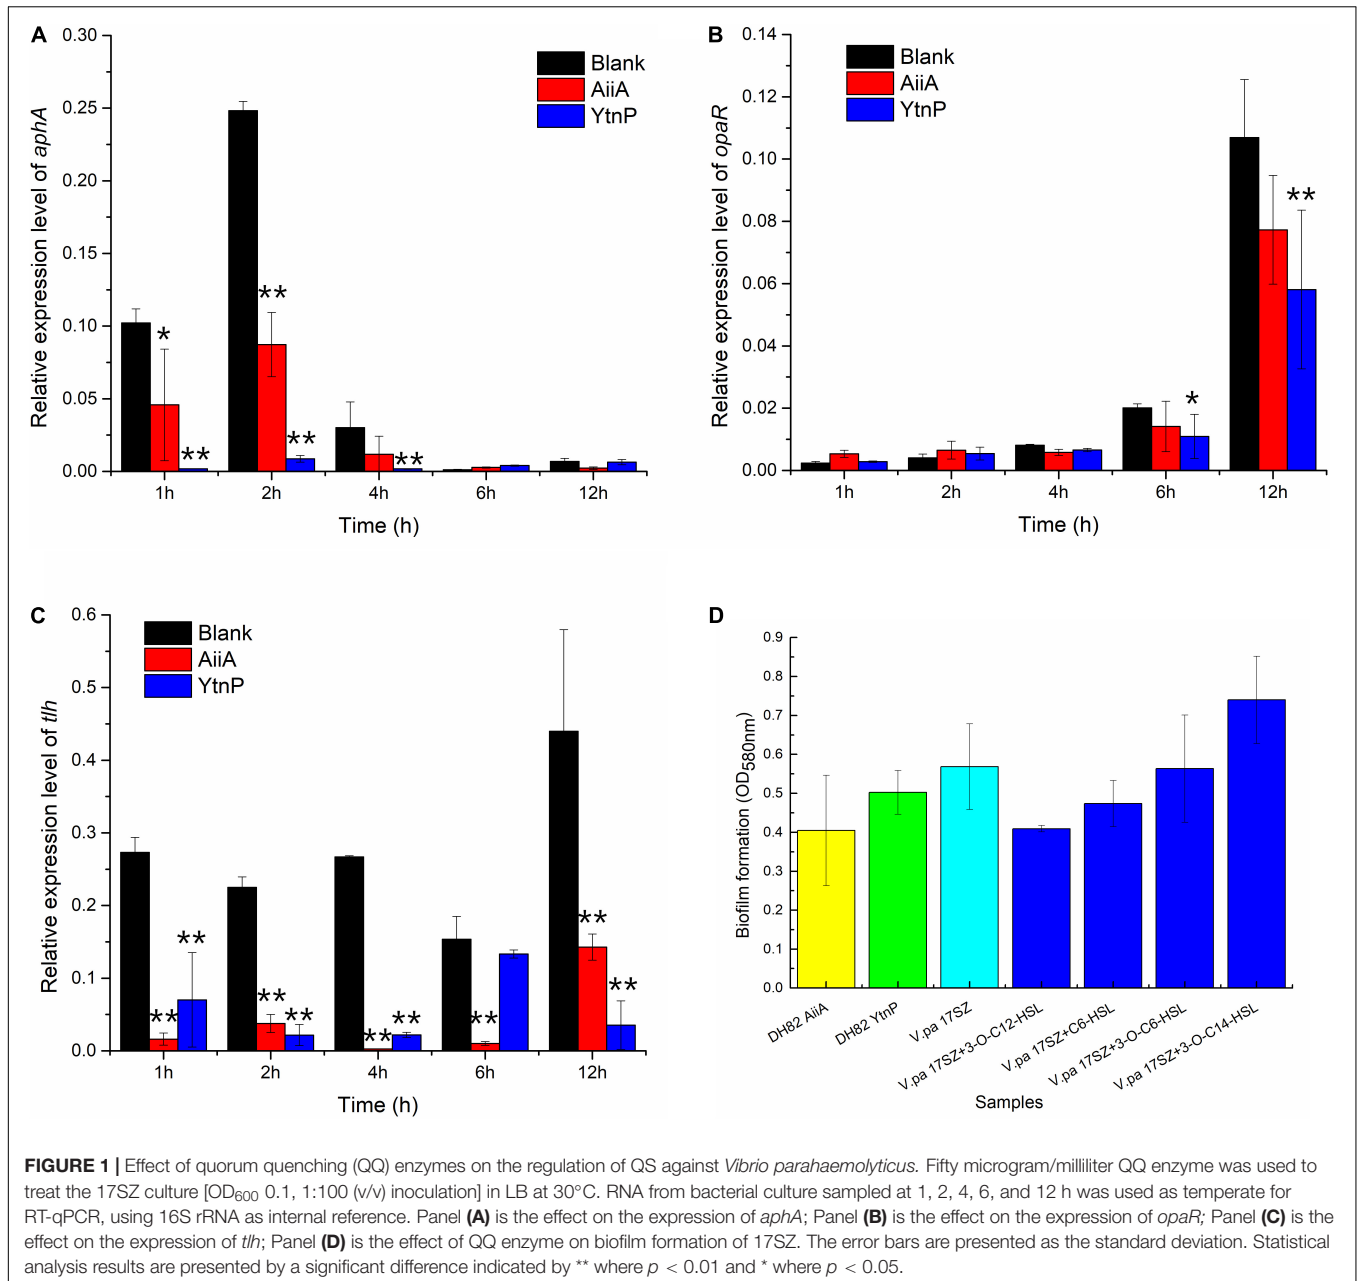 A
0.30
0.25
0.20
0.15
0.10
0.05
0.00
Relative expression level of aphA
Blank
AiiA
YtnP
*
**
**
**
**
1h
2h
4h
6h
12h
Time (h)
B
0.14
0.12
0.10
0.08
0.06
0.04
0.02
0.00
Relative expression level of opaR
Blank
AiiA
YtnP
*
**
1h
2h
4h
6h
12h
Time (h)
C
0.6
0.5
0.4
0.3
0.2
0.1
0.0
Relative expression level of tlh
Blank
AiiA
YtnP
**
**
**
**
**
**
**
**
**
1h
2h
4h
6h
12h
Time (h)
D
0.9
0.8
0.7
0.6
0.5
0.4
0.3
0.2
0.1
0.0
Biofilm formation (OD580nm)
DH82 AiiA
DH82 YtnP
V.pa 17SZ
V.pa 17SZ+3-O-C12-HSL
V.pa 17SZ+C6-HSL
V.pa 17SZ+3-O-C6-HSL
V.pa 17SZ+3-O-C14-HSL
Samples
FIGURE 1 | Effect of quorum quenching (QQ) enzymes on the regulation of QS against Vibrio parahaemolyticus. Fifty microgram/milliliter QQ enzyme was used to
treat the 17SZ culture [OD600 0.1, 1:100 (v/v) inoculation] in LB at 30°C. RNA from bacterial culture sampled at 1, 2, 4, 6, and 12 h was used as temperate for
RT-qPCR, using 16S rRNA as internal reference. Panel (A) is the effect on the expression of aphA; Panel (B) is the effect on the expression of opaR; Panel (C) is the
effect on the expression of tlh; Panel (D) is the effect of QQ enzyme on biofilm formation of 17SZ. The error bars are presented as the standard deviation. Statistical
analysis results are presented by a significant difference indicated by ** where p < 0.01 and * where p < 0.05.